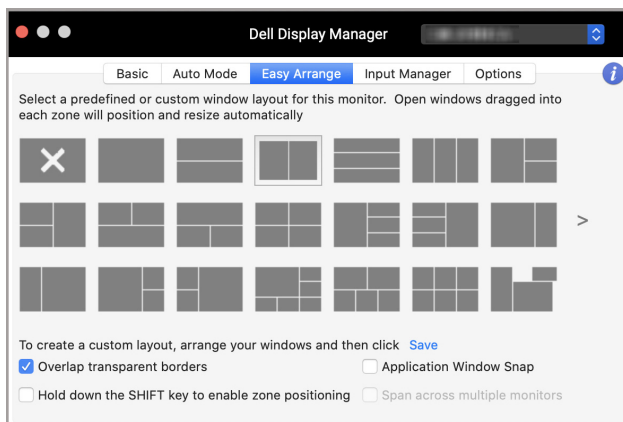 Dell Display Manager
Basic Auto Mode Easy Arrange Input Manager Options i
Select a predefined or custom window layout for this monitor. Open windows dragged into
each zone will position and resize automatically
>
To create a custom layout, arrange your windows and then click Save
Overlap transparent borders Application Window Snap
Hold down the SHIFT key to enable zone positioning Span across multiple monitors